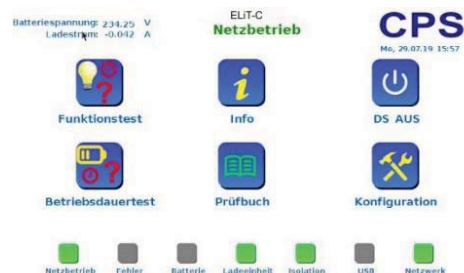 Batteriespannung: 234.25 V
Ladestrom: -0.042 A
ELiT-C
Netzbetrieb
CPS
Mo, 29.07.19 15:57
Funktionstest
Info
DS AUS
Betriebsdauertest
Prüfbuch
Konfiguration
Netzbetrieb Fehler Batterie Ladeeinheit Isolation USB Netzwerk